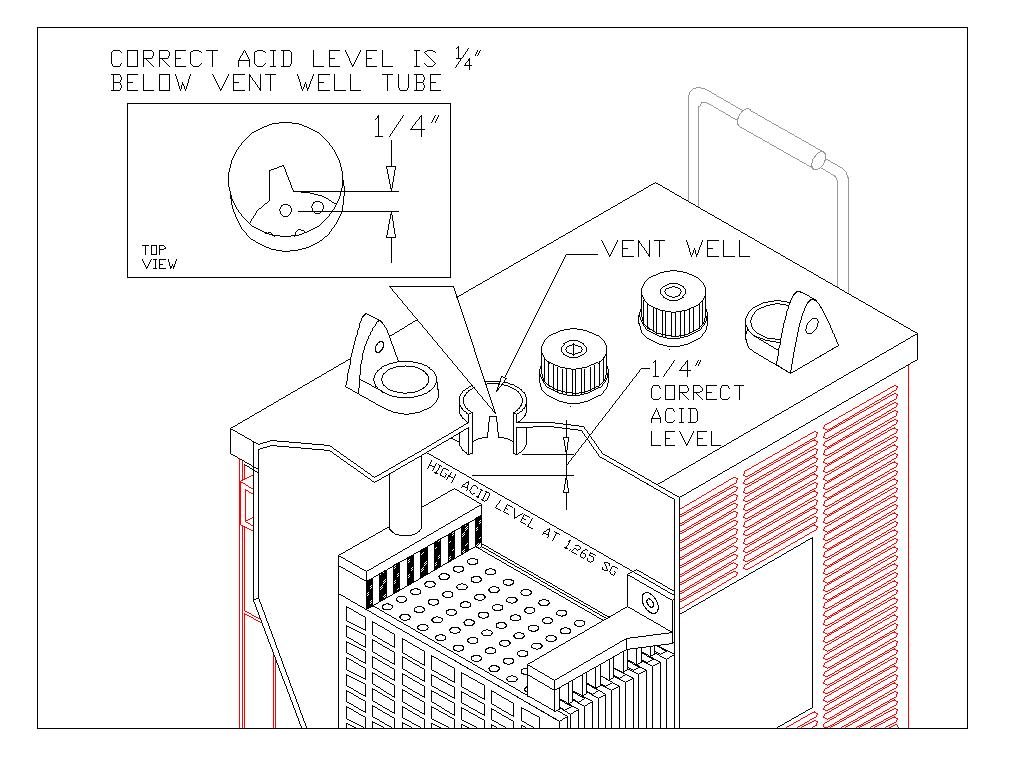 CORRECT ACID LEVEL IS ¼"
BELOW VENT WELL TUBE
1/4"
TOP
VIEW
VENT WELL
1/4"
CORRECT
ACID
LEVEL
HIGH ACID LEVEL AT 1.265 SG